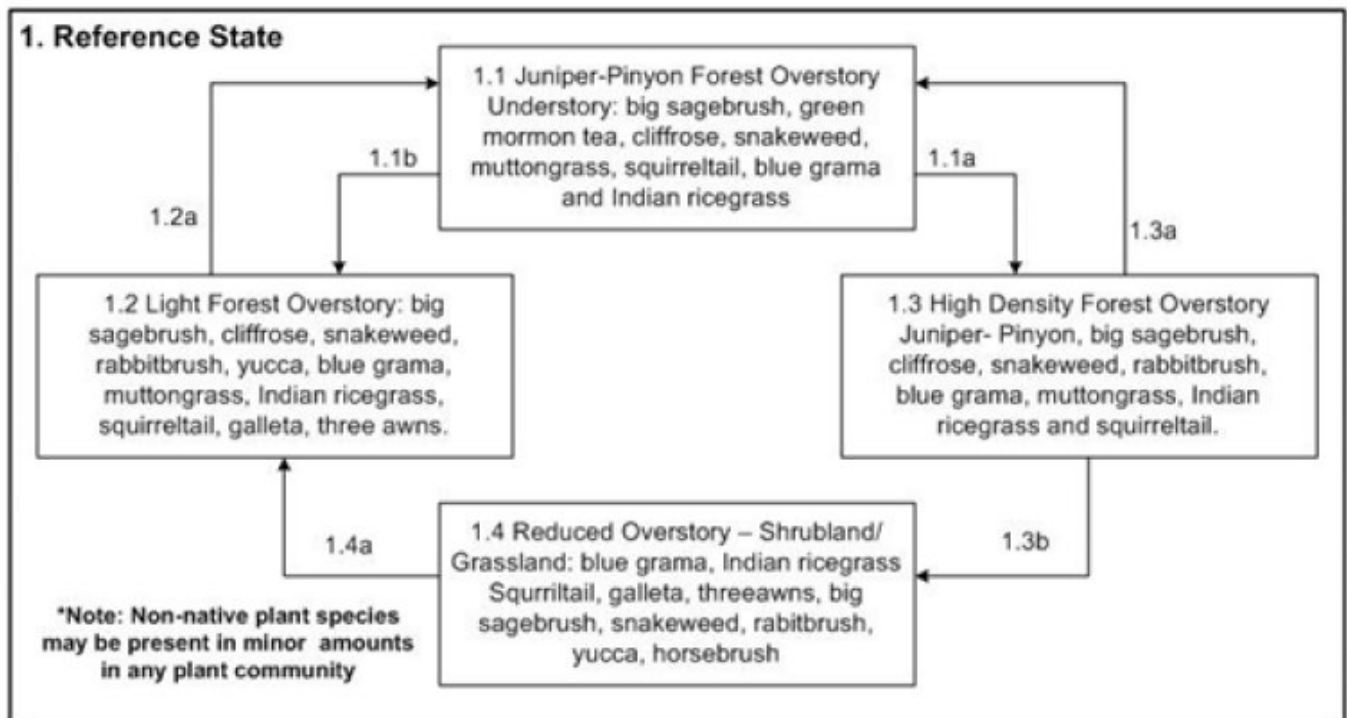 1. Reference State
1.1 Juniper-Pinyon Forest Overstory
Understory: big sagebrush, green
mormon tea, cliffrose, snakeweed,
muttongrass, squirreltail, blue grama
and Indian ricegrass
1.1b
1.1a
1.2a
1.3a
1.2 Light Forest Overstory: big
sagebrush, cliffrose, snakeweed,
rabbitbrush, yucca, blue grama,
muttongrass, Indian ricegrass,
squirreltail, galleta, three awns.
1.3 High Density Forest Overstory
Juniper- Pinyon, big sagebrush,
cliffrose, snakeweed, rabbitbrush,
blue grama, muttongrass, Indian
ricegrass and squirreltail.
1.4a
1.3b
1.4 Reduced Overstory – Shrubland/
Grassland: blue grama, Indian ricegrass
Squrriltail, galleta, threeawns, big
sagebrush, snakeweed, rabitbrush,
yucca, horsebrush
*Note: Non-native plant species
may be present in minor amounts
in any plant community